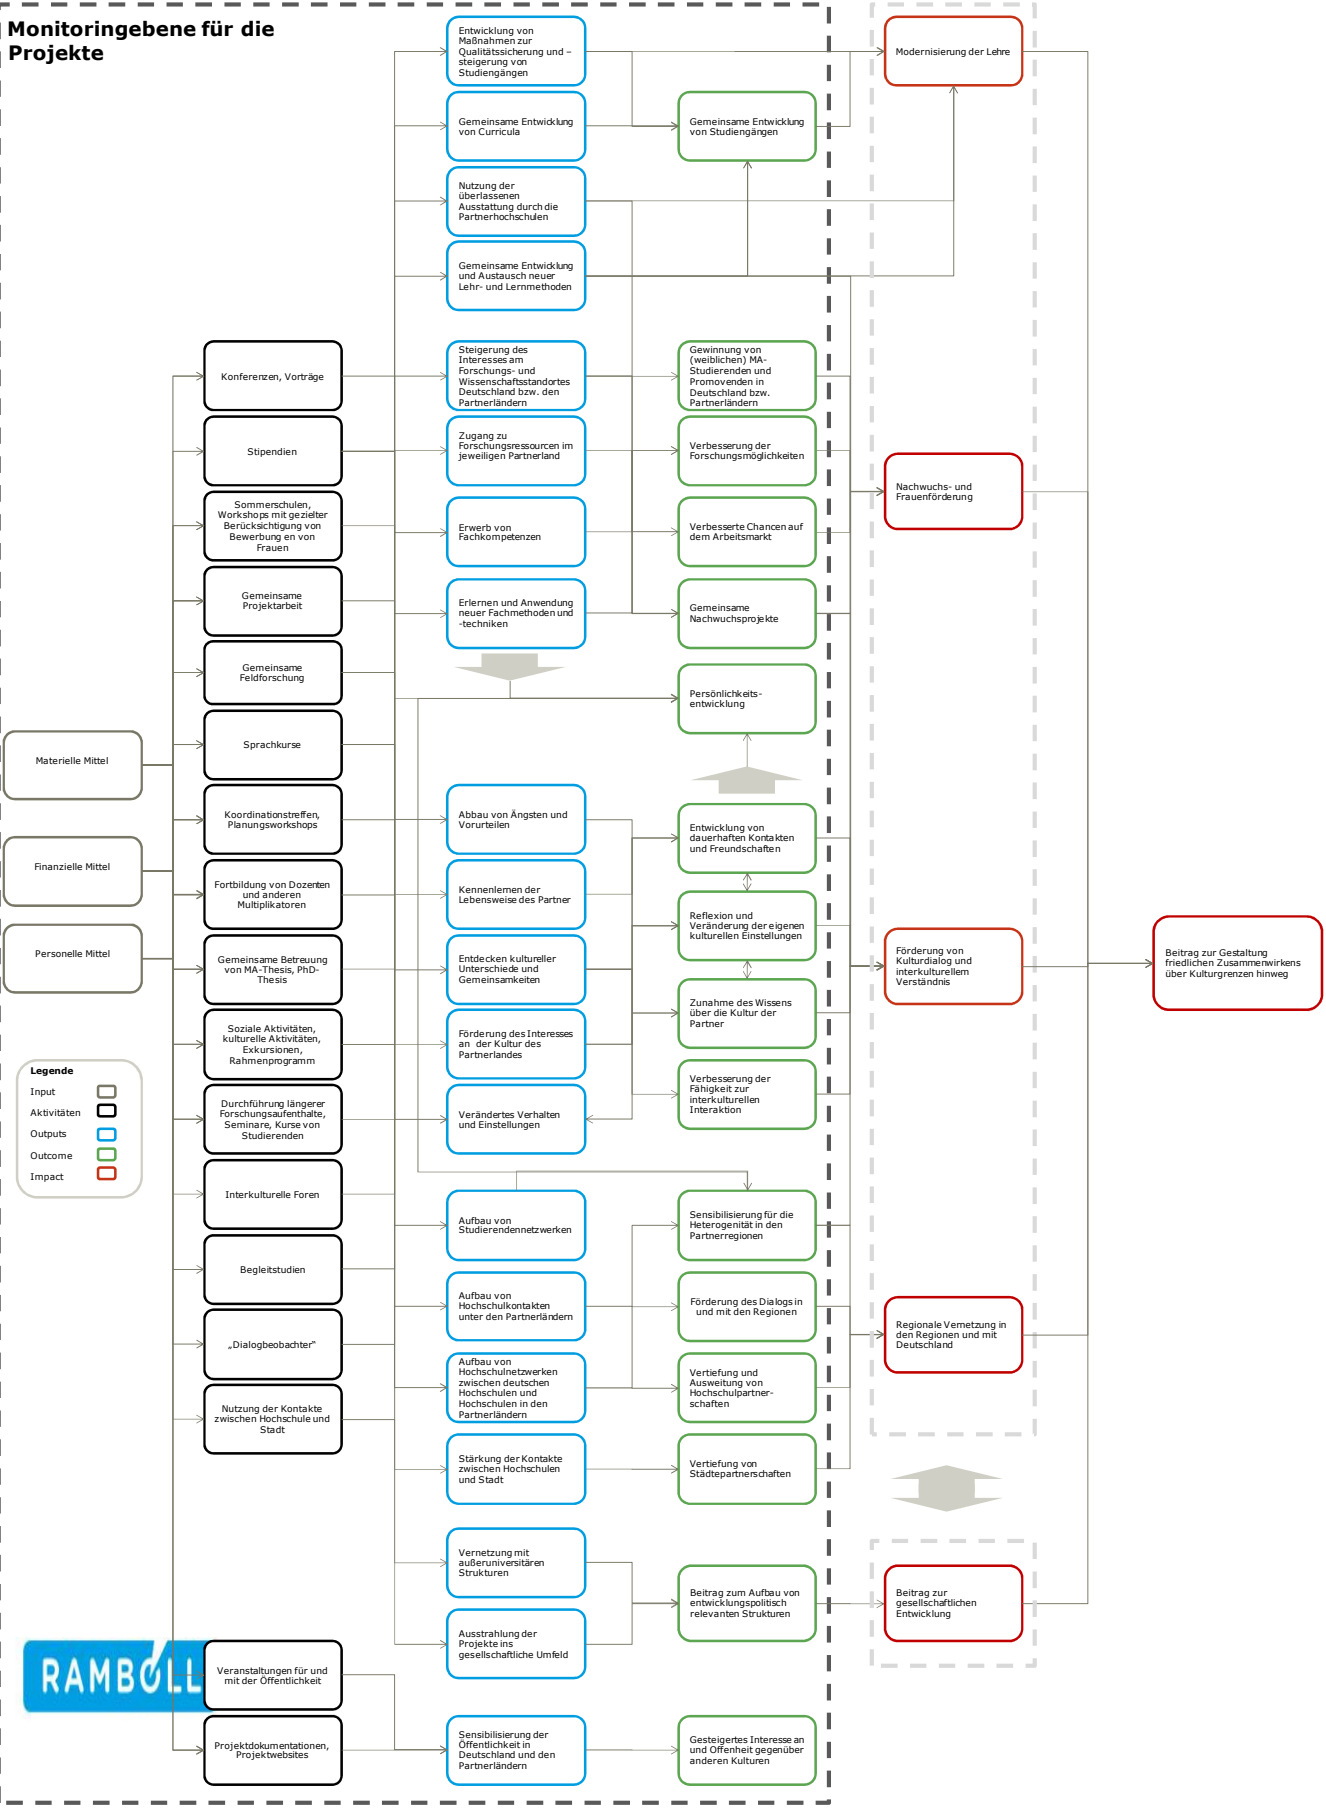 Monitoringebene für die
Projekte
Materielle Mittel
Finanzielle Mittel
Personelle Mittel
Legende
Input
Aktivitäten
Outputs
Outcome
Impact
RAMBOLL
Konferenzen, Vorträge
Stipendien
Sommerschulen,
Workshops mit gezielter
Berücksichtigung von
Bewerbung en von
Frauen
Gemeinsame
Projektarbeit
Gemeinsame
Feldforschung
Sprachkurse
Koordinationstreffen,
Planungsworkshops
Fortbildung von Dozenten
und anderen
Multiplikatoren
Gemeinsame Betreuung
von MA-Thesis, PhD-
Thesis
Soziale Aktivitäten,
kulturelle Aktivitäten,
Exkursionen,
Rahmenprogramm
Durchführung längerer
Forschungsaufenthalte,
Seminare, Kurse von
Studierenden
Interkulturelle Foren
Begleitstudien
„Dialogbeobachter“
Nutzung der Kontakte
zwischen Hochschule und
Stadt
Veranstaltungen für und
mit der Öffentlichkeit
Projektdokumentationen,
Projektwebsites
Entwicklung von
Maßnahmen zur
Qualitätssicherung und –
steigerung von
Studiengängen
Gemeinsame Entwicklung
von Curricula
Nutzung der
überlassenen
Ausstattung durch die
Partnerhochschulen
Gemeinsame Entwicklung
und Austausch neuer
Lehr- und Lernmethoden
Steigerung des
Interesses am
Forschungs- und
Wissenschaftsstandortes
Deutschland bzw. den
Partnerländern
Zugang zu
Forschungsressourcen im
jeweiligen Partnerland
Erwerb von
Fachkompetenzen
Erlernen und Anwendung
neuer Fachmethoden und
-techniken
Abbau von Ängsten und
Vorurteilen
Kennenlernen der
Lebensweise des Partner
Entdecken kultureller
Unterschiede und
Gemeinsamkeiten
Förderung des Interesses
an der Kultur des
Partnerlandes
Verändertes Verhalten
und Einstellungen
Aufbau von
Studierendennetzwerken
Aufbau von
Hochschulkontakten
unter den Partnerländern
Aufbau von
Hochschulnetzwerken
zwischen deutschen
Hochschulen und
Hochschulen in den
Partnerländern
Stärkung der Kontakte
zwischen Hochschulen
und Stadt
Vernetzung mit
außeruniversitären
Strukturen
Ausstrahlung der
Projekte ins
gesellschaftliche Umfeld
Sensibilisierung der
Öffentlichkeit in
Deutschland und den
Partnerländern
Gemeinsame Entwicklung
von Studiengängen
Gewinnung von
(weiblichen) MA-
Studierenden und
Promovenden in
Deutschland bzw.
Partnerländern
Verbesserung der
Forschungsmöglichkeiten
Verbesserte Chancen auf
dem Arbeitsmarkt
Gemeinsame
Nachwuchsprojekte
Persönlichkeits-
entwicklung
Entwicklung von
dauerhaften Kontakten
und Freundschaften
Reflexion und
Veränderung der eigenen
kulturellen Einstellungen
Zunahme des Wissens
über die Kultur der
Partner
Verbesserung der
Fähigkeit zur
interkulturellen
Interaktion
Sensibilisierung für die
Heterogenität in den
Partnerregionen
Förderung des Dialogs in
und mit den Regionen
Vertiefung und
Ausweitung von
Hochschulpartner-
schaften
Vertiefung von
Städtepartnerschaften
Beitrag zum Aufbau von
entwicklungspolitisch
relevanten Strukturen
Gesteigertes Interesse an
und Offenheit gegenüber
anderen Kulturen
Modernisierung der Lehre
Nachwuchs- und
Frauenförderung
Förderung von
Kulturdialog und
interkulturellem
Verständnis
Regionale Vernetzung in
den Regionen und mit
Deutschland
Beitrag zur
gesellschaftlichen
Entwicklung
Beitrag zur Gestaltung
friedlichen Zusammenwirkens
über Kulturgrenzen hinweg